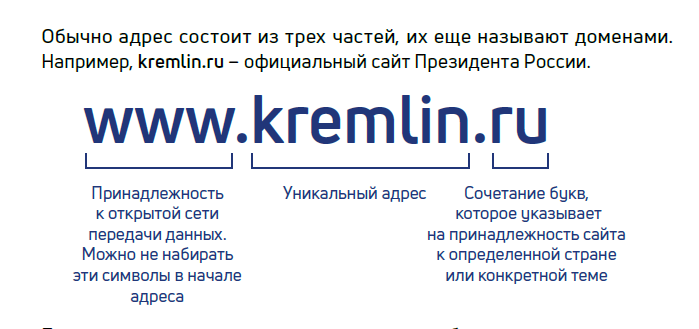 Обычно адрес состоит из трех частей, их еще называют доменами.
Например, kremlin.ru – официальный сайт Президента России.
www.kremlin.ru
Принадлежность
к открытой сети
передачи данных.
Можно не набирать
эти символы в начале
адреса
Уникальный адрес
Сочетание букв,
которое указывает
на принадлежность сайта
к определенной стране
или конкретной теме